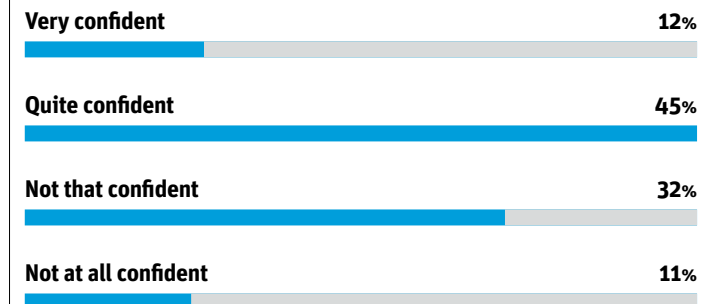 Very confident 12%
Quite confident 45%
Not that confident 32%
Not at all confident 11%